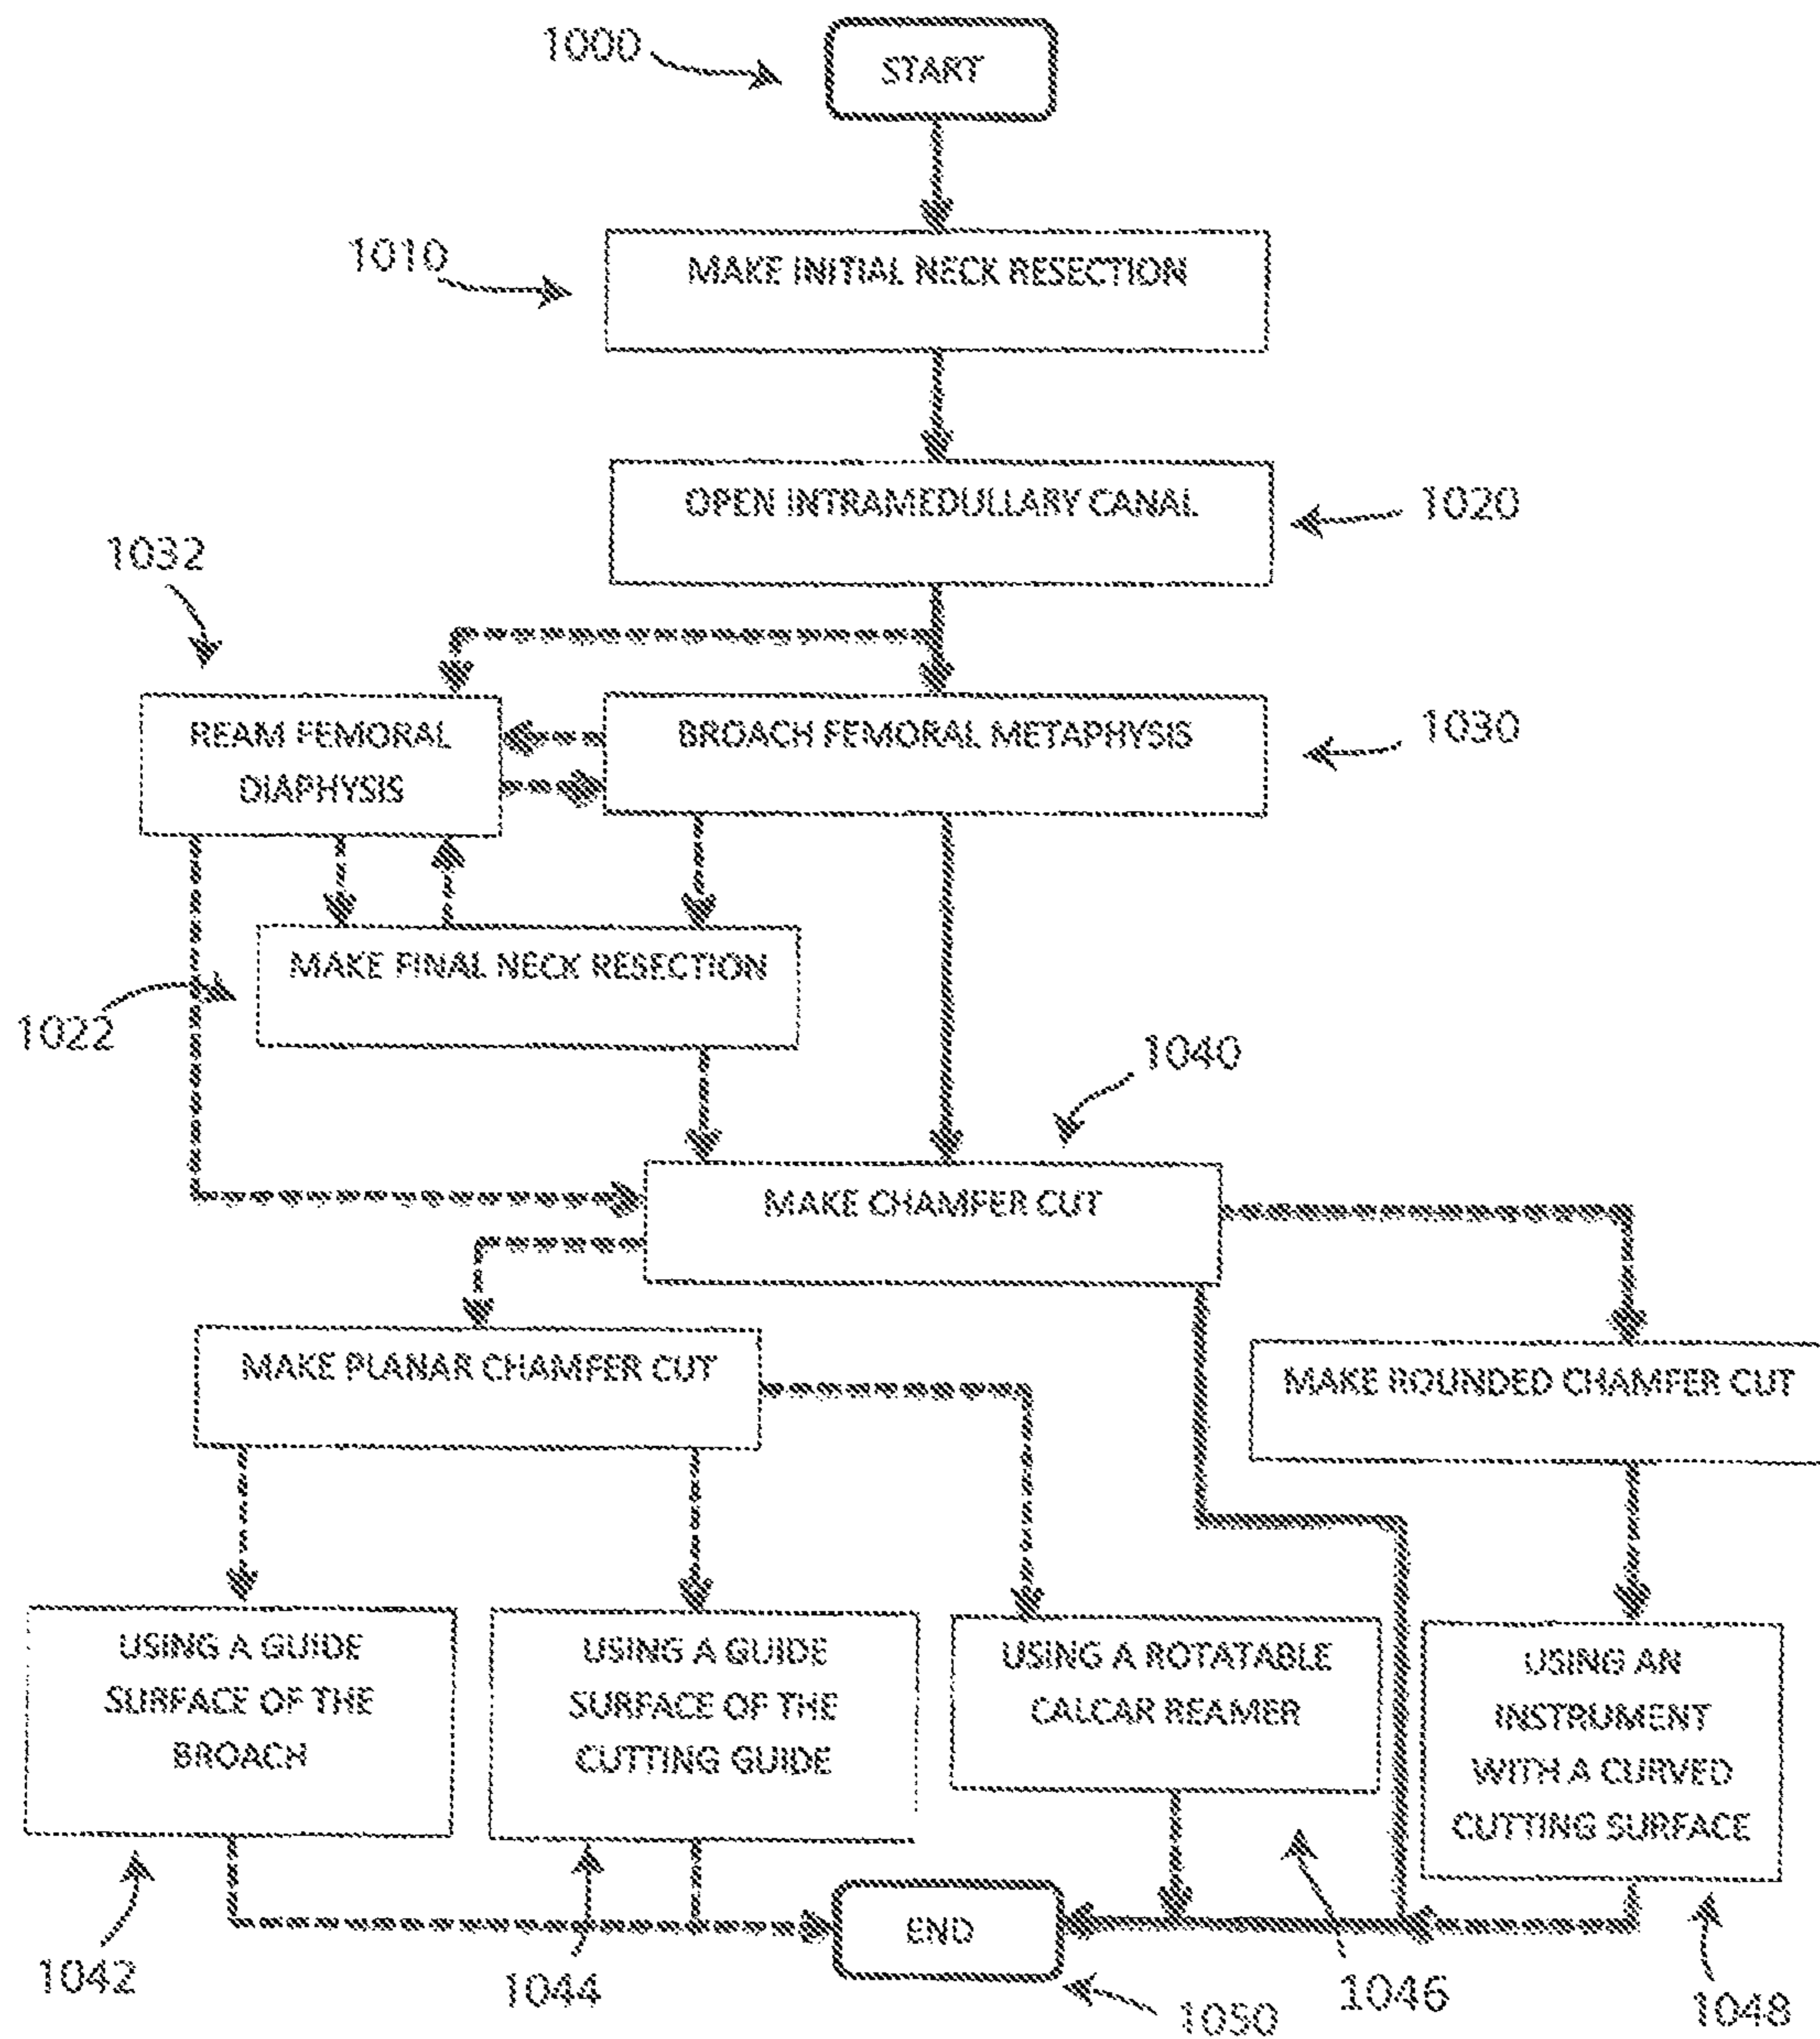 1000
START
1010
MAKE INITIAL NECK RESECTION
OPEN INTRAMEDULLARY CANAL
1020
1032
REAM FEMORAL
DIAPHYSIS
BROACH FEMORAL METAPHYSIS
1030
MAKE FINAL NECK RESECTION
1022
1040
MAKE CHAMFER CUT
MAKE PLANAR CHAMFER CUT
MAKE ROUNDED CHAMFER CUT
USING A GUIDE
SURFACE OF THE
BROACH
USING A GUIDE
SURFACE OF THE
CUTTING GUIDE
USING A ROTATABLE
CALCAR REAMER
USING AN
INSTRUMENT
WITH A CURVED
CUTTING SURFACE
END
1042
1044
1050
1046
1048